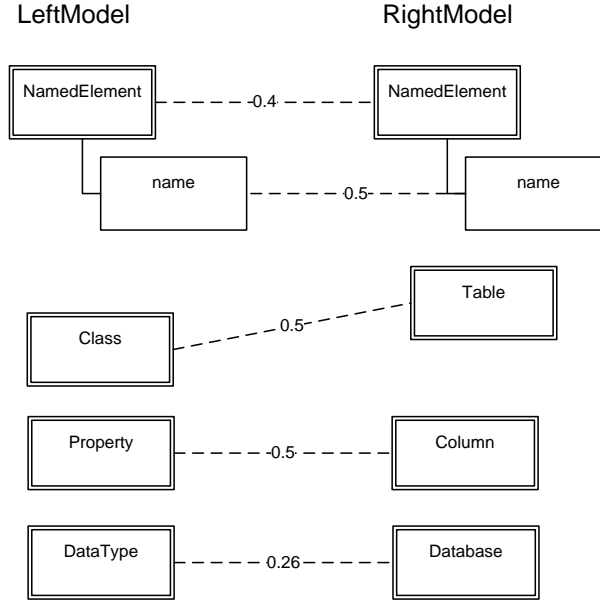 LeftModel RightModel
NamedElement 0.4 NamedElement
name 0.5 name
Table
Class 0.5
Property 0.5 Column
DataType 0.26 Database